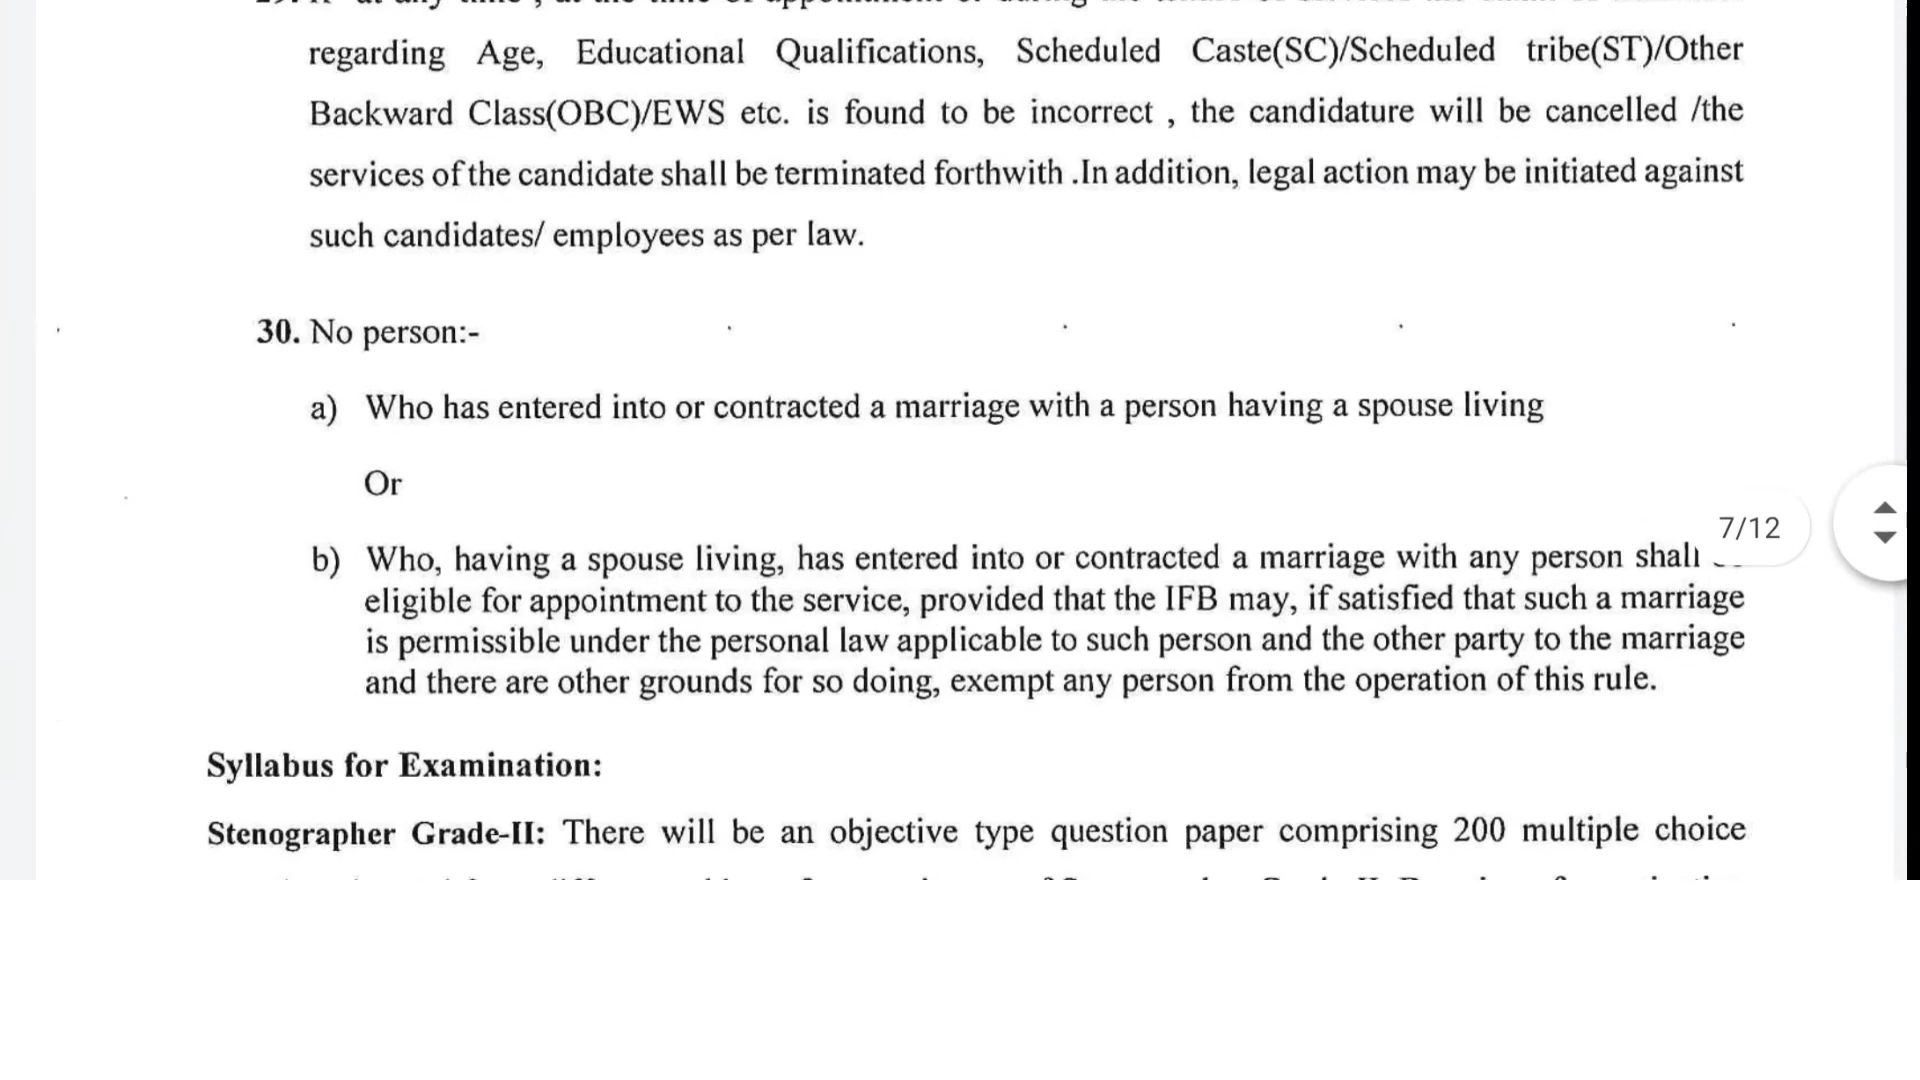 regarding Age, Educational Qualifications, Scheduled Caste(SC)/Scheduled tribe(ST)/Other
Backward Class(OBC)/EWS etc. is found to be incorrect , the candidature will be cancelled /the
services of the candidate shall be terminated forthwith .In addition, legal action may be initiated against
such candidates/ employees as per law.
30. No person:-
a) Who has entered into or contracted a marriage with a person having a spouse living
Or
7/12
b) Who, having a spouse living, has entered into or contracted a marriage with any person shall
eligible for appointment to the service, provided that the IFB may, if satisfied that such a marriage
is permissible under the personal law applicable to such person and the other party to the marriage
and there are other grounds for so doing, exempt any person from the operation of this rule.
Syllabus for Examination:
Stenographer Grade-II: There will be an objective type question paper comprising 200 multiple choice